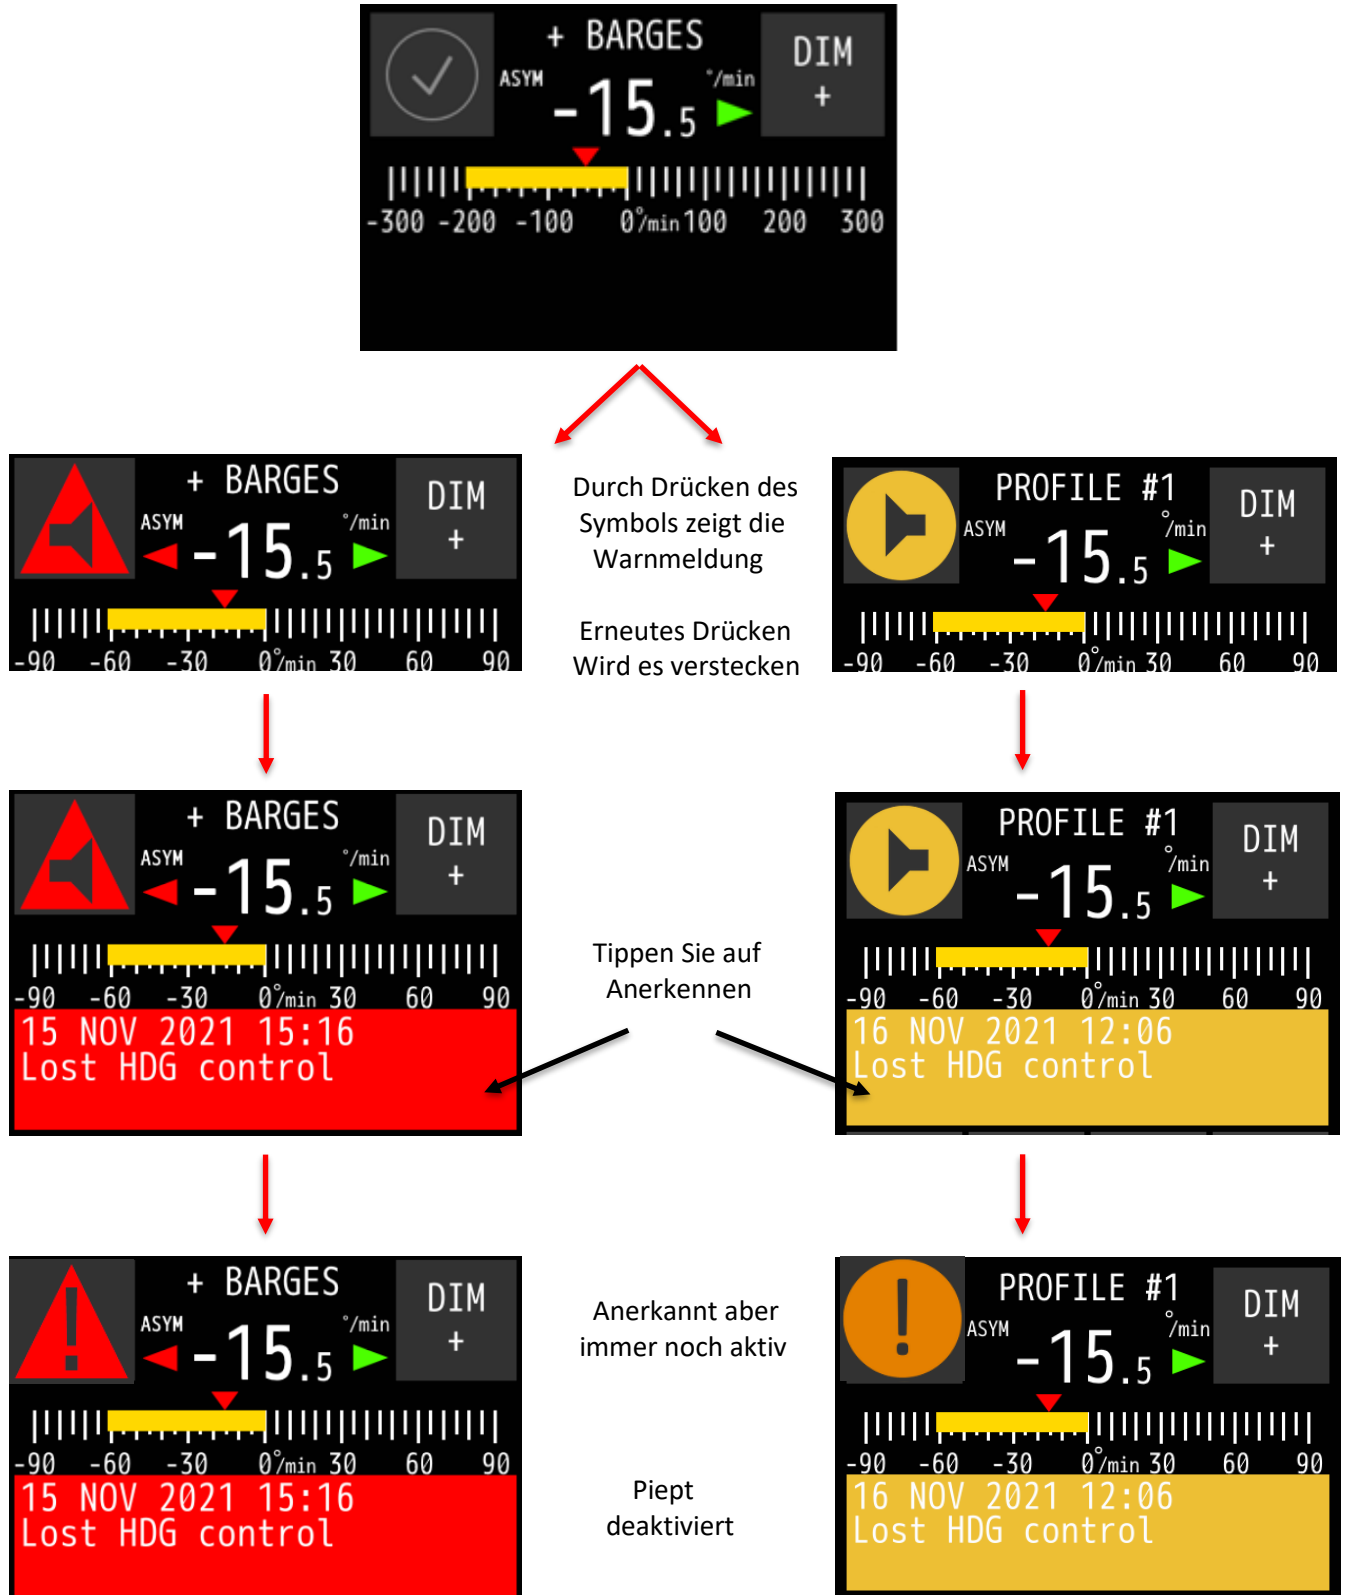 + BARGES
DIM
+
ASYM
°/min
-15.5
-300 -200 -100 0°/min 100 200 300
+ BARGES
DIM
+
ASYM
°/min
-15.5
-90 -60 -30 0°/min 30 60 90
Durch Drücken des
Symbols zeigt die
Warnmeldung
Erneutes Drücken
Wird es verstecken
PROFILE #1
DIM
+
ASYM
°/min
-15.5
-90 -60 -30 0°/min 30 60 90
+ BARGES
DIM
+
ASYM
°/min
-15.5
-90 -60 -30 0°/min 30 60 90
15 NOV 2021 15:16
Lost HDG control
Tippen Sie auf
Anerkennen
PROFILE #1
DIM
+
ASYM
°/min
-15.5
-90 -60 -30 0°/min 30 60 90
16 NOV 2021 12:06
Lost HDG control
+ BARGES
DIM
+
ASYM
°/min
-15.5
-90 -60 -30 0°/min 30 60 90
15 NOV 2021 15:16
Lost HDG control
Anerkannt aber
immer noch aktiv
Piept
deaktiviert
PROFILE #1
DIM
+
ASYM
°/min
-15.5
-90 -60 -30 0°/min 30 60 90
16 NOV 2021 12:06
Lost HDG control